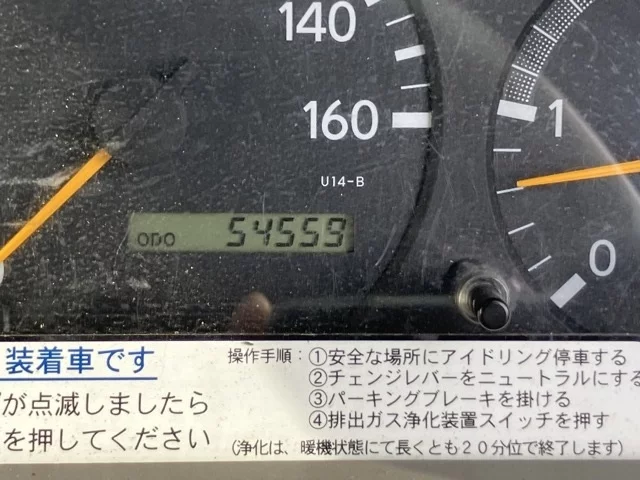 140
160
U14-B
ODO 54559
1
0
装着車です
が点滅しましたら
を押してください
操作手順：①安全な場所にアイドリング停車する
②チェンジレバーをニュートラルにする
③パーキングブレーキを掛ける
④排出ガス浄化装置スイッチを押す
（浄化は、暖機状態にて長くとも２０分位で終了します）